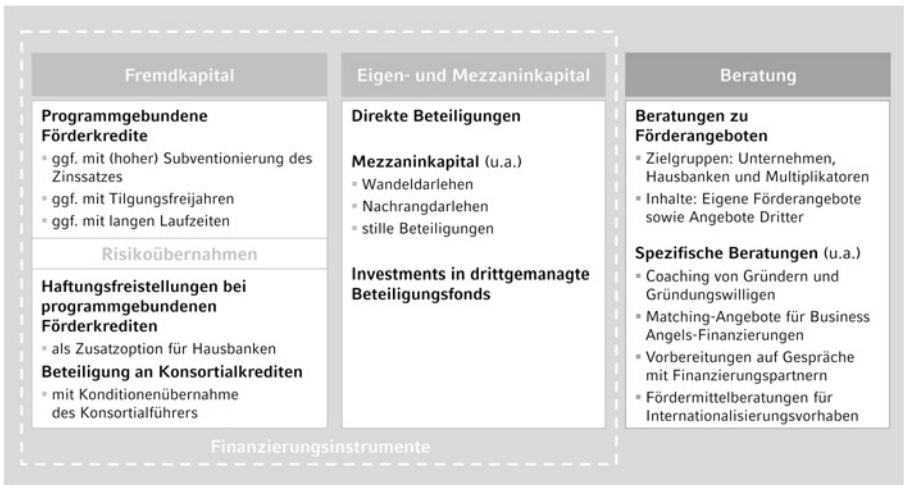 Fremdkapital
Programmgebundene
Förderkredite
ggf. mit (hoher) Subventionierung des
Zinssatzes
ggf. mit Tilgungsfreijahren
ggf. mit langen Laufzeiten
Risikoübernahmen
Haftungsfreistellungen bei
programmgebundenen
Förderkrediten
als Zusatzoption für Hausbanken
Beteiligung an Konsortialkrediten
mit Konditionenübernahme
des Konsortialführers
Eigen- und Mezzaninkapital
Direkte Beteiligungen
Mezzaninkapital (u.a.)
Wandeldarlehen
Nachrangdarlehen
stille Beteiligungen
Investments in drittgemanagte
Beteiligungsfonds
Finanzierungsinstrumente
Beratung
Beratungen zu
Förderangeboten
Zielgruppen: Unternehmen,
Hausbanken und Multiplikatoren
Inhalte: Eigene Förderangebote
sowie Angebote Dritter
Spezifische Beratungen (u.a.)
Coaching von Gründern und
Gründungswilligen
Matching-Angebote für Business
Angels-Finanzierungen
Vorbereitungen auf Gespräche
mit Finanzierungspartnern
Fördermittelberatungen für
Internationalisierungsvorhaben